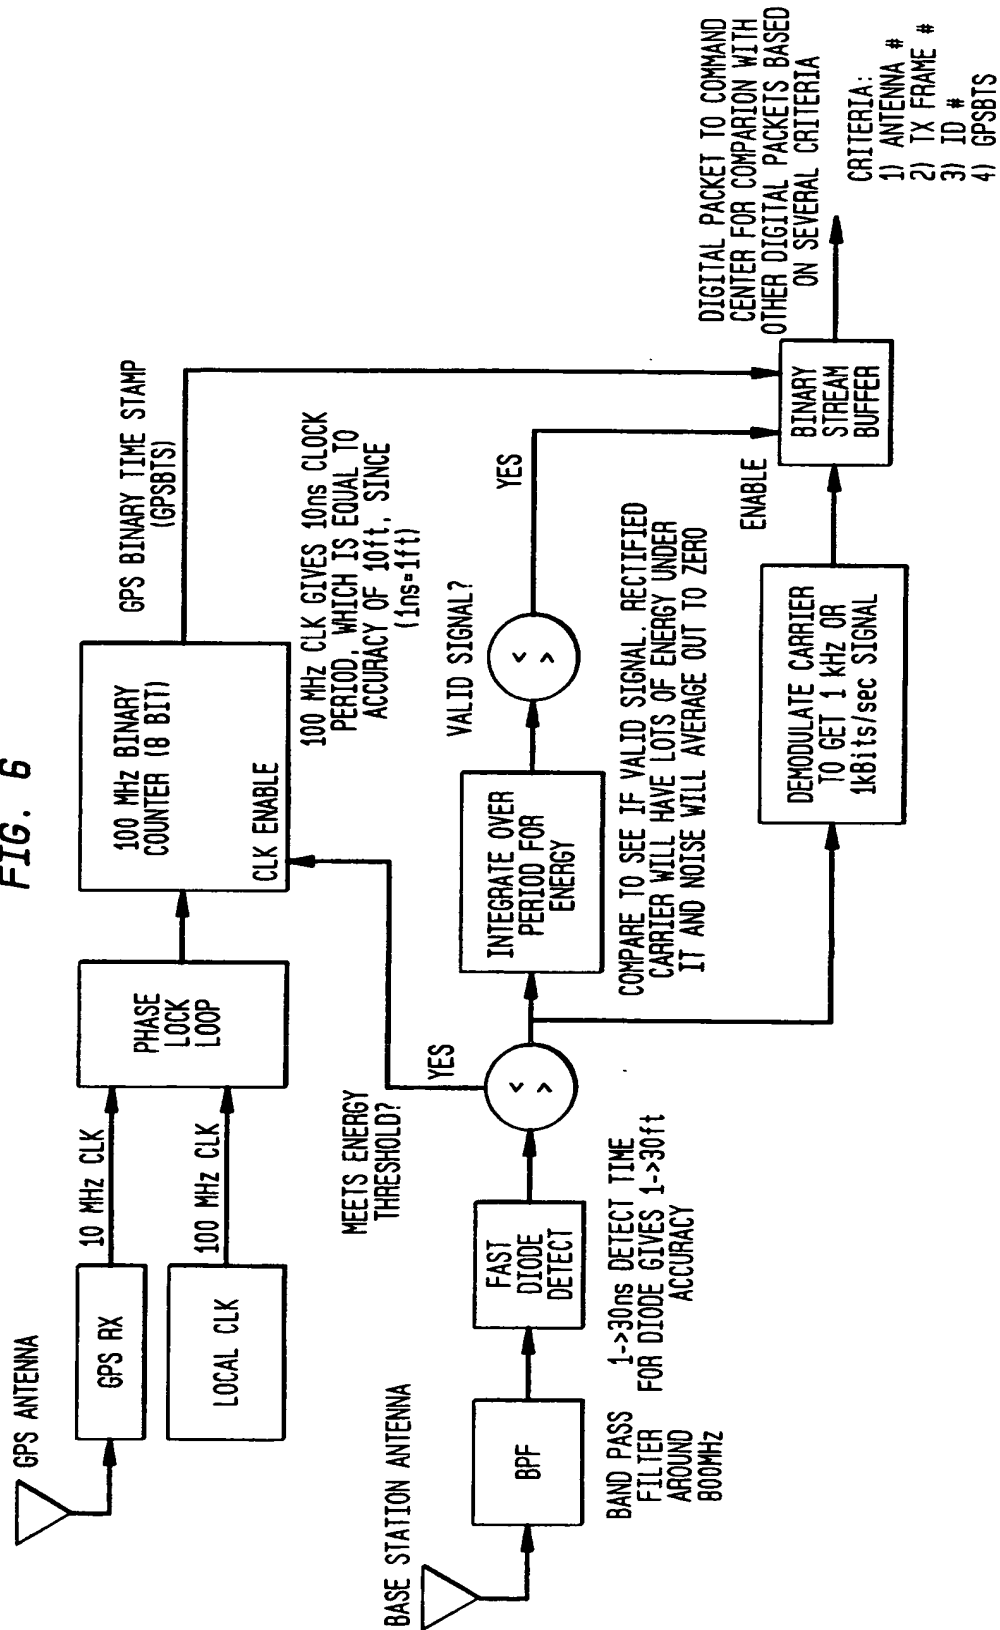 FIG. 6
GPS ANTENNA
GPS RX
10 MHz CLK
LOCAL CLK
100 MHz CLK
PHASE
LOCK
LOOP
100 MHz BINARY
COUNTER (8 BIT)
CLK ENABLE
GPS BINARY TIME STAMP
(GPSBTS)
100 MHz CLK GIVES 10ns CLOCK
PERIOD, WHICH IS EQUAL TO
ACCURACY OF 10ft, SINCE
(1ns=1ft)
MEETS ENERGY
THRESHOLD?
YES
VALID SIGNAL?
YES
BASE STATION ANTENNA
BPF
BAND PASS
FILTER
AROUND
800MHz
FAST
DIODE
DETECT
1->30ns DETECT TIME
FOR DIODE GIVES 1->30ft
ACCURACY
< >
INTEGRATE OVER
PERIOD FOR
ENERGY
< >
COMPARE TO SEE IF VALID SIGNAL. RECTIFIED
CARRIER WILL HAVE LOTS OF ENERGY UNDER
IT AND NOISE WILL AVERAGE OUT TO ZERO
DEMODULATE CARRIER
TO GET 1 kHz OR
1kBits/sec SIGNAL
ENABLE
BINARY
STREAM
BUFFER
DIGITAL PACKET TO COMMAND
CENTER FOR COMPARION WITH
OTHER DIGITAL PACKETS BASED
ON SEVERAL CRITERIA
CRITERIA:
1) ANTENNA #
2) TX FRAME #
3) ID #
4) GPSBTS